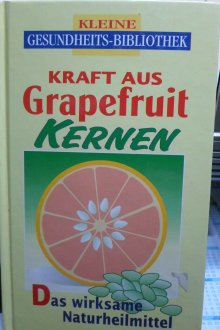 KLEINE
GESUNDHEITS-BIBLIOTHEK
KRAFT AUS
Grapefruit
KERNEN
Das wirksame
Naturheilmittel